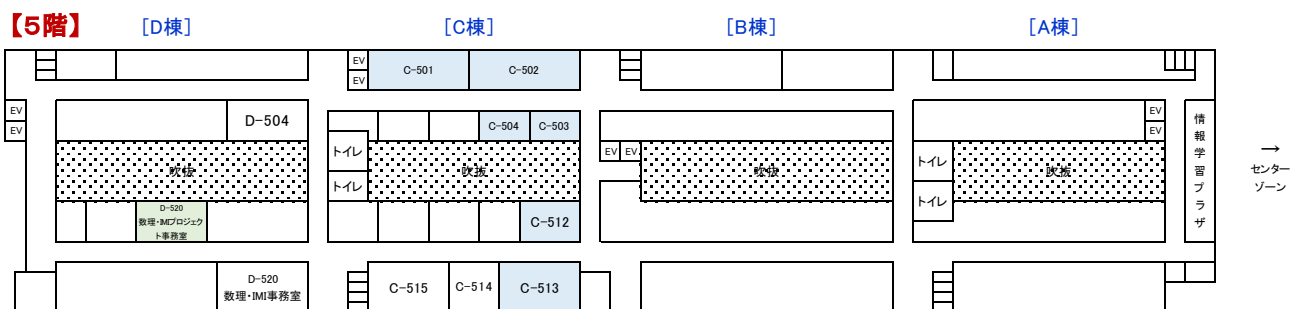 【5階】
[D棟]
[C棟]
[B棟]
[A棟]
EV
EV
C-501
C-502
EV
EV
D-504
C-504
C-503
EV
EV
情報学習プラザ
→
センター
ゾーン
トイレ
トイレ
吹抜
吹抜
EV
EV
吹抜
トイレ
トイレ
吹抜
D-520
数理・IMIプロジェク
ト事務室
C-512
D-520
数理・IMI事務室
C-515
C-514
C-513